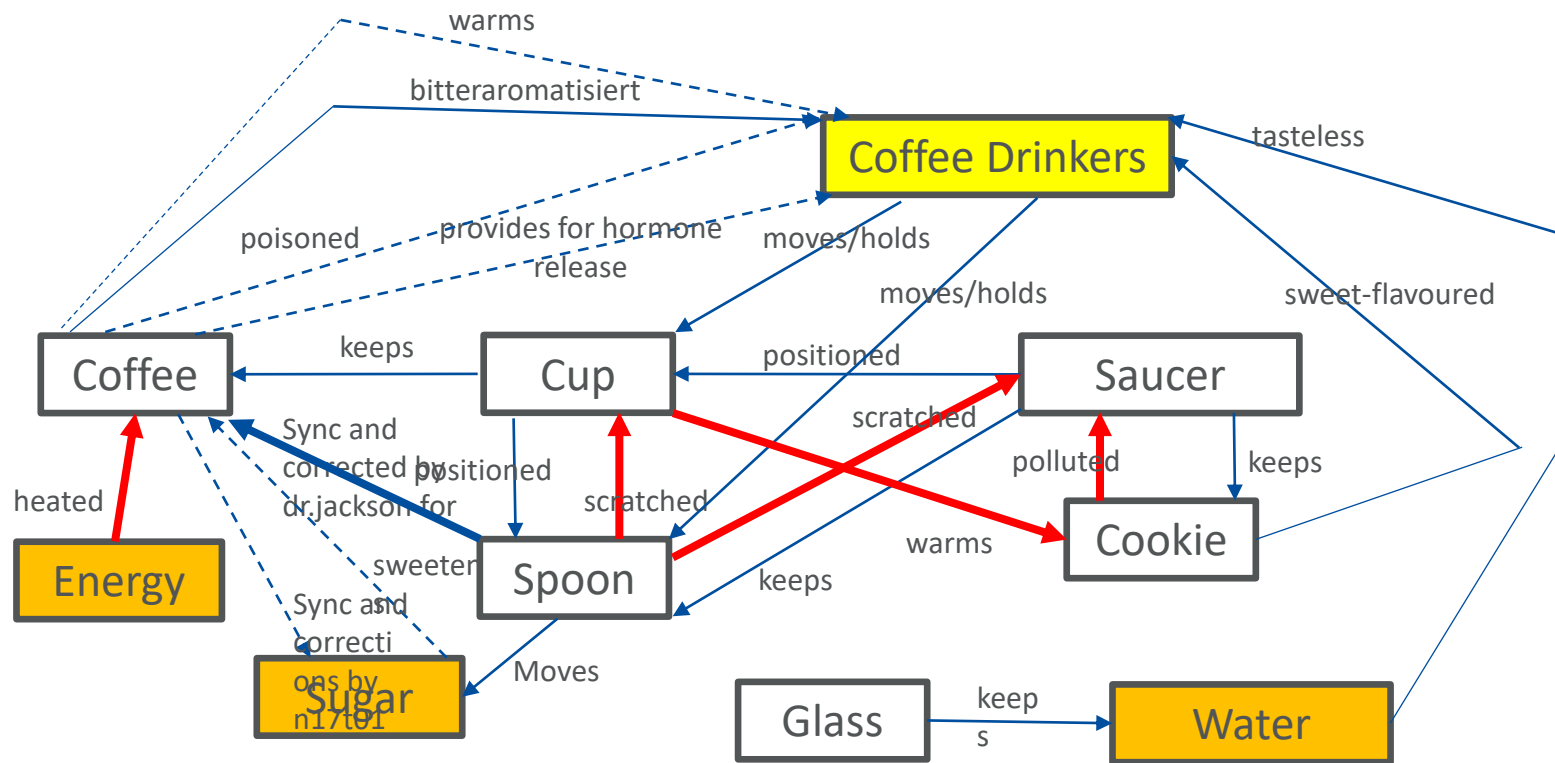 warms
bitteraromatisiert
Coffee Drinkers
tasteless
poisoned
provides for hormone
release
moves/holds
moves/holds
sweet-flavoured
Coffee
keeps
Cup
positioned
Saucer
Sync and
corrected by
dr.jackson for
positioned
scratched
scratched
polluted
keeps
heated
warms
Cookie
Energy
sweeten
s
Spoon
keeps
Sync and
correcti
ons by
n17t01
Sugar
Moves
Glass
keep
s
Water